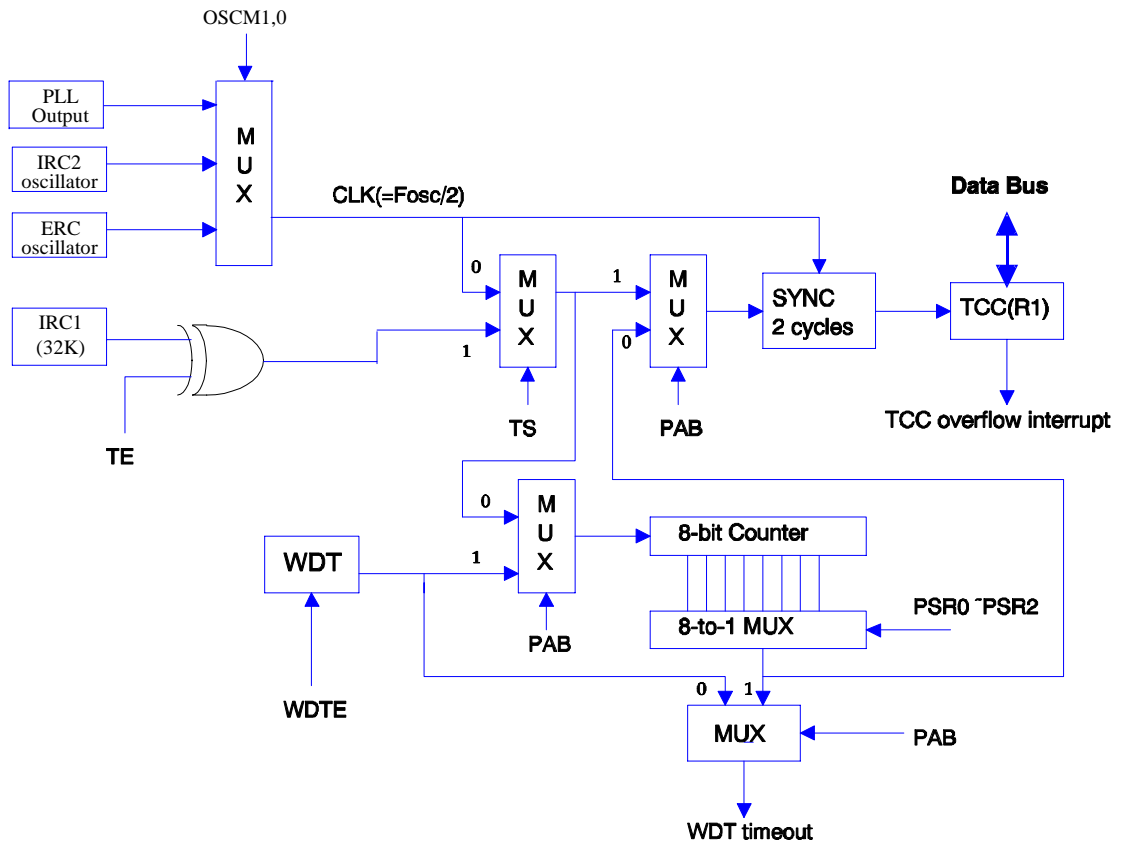 OSCM1,0
PLL
Output
IRC2
oscillator
ERC
oscillator
M
U
X
CLK(=Fosc/2)
Data Bus
IRC1
(32K)
TE
0
1
M
U
X
TS
1
0
M
U
X
PAB
SYNC
2 cycles
TCC(R1)
TCC overflow interrupt
0
1
M
U
X
PAB
WDT
WDTE
8-bit Counter
8-to-1 MUX
PSR0 ~PSR2
0
1
MUX
PAB
WDT timeout